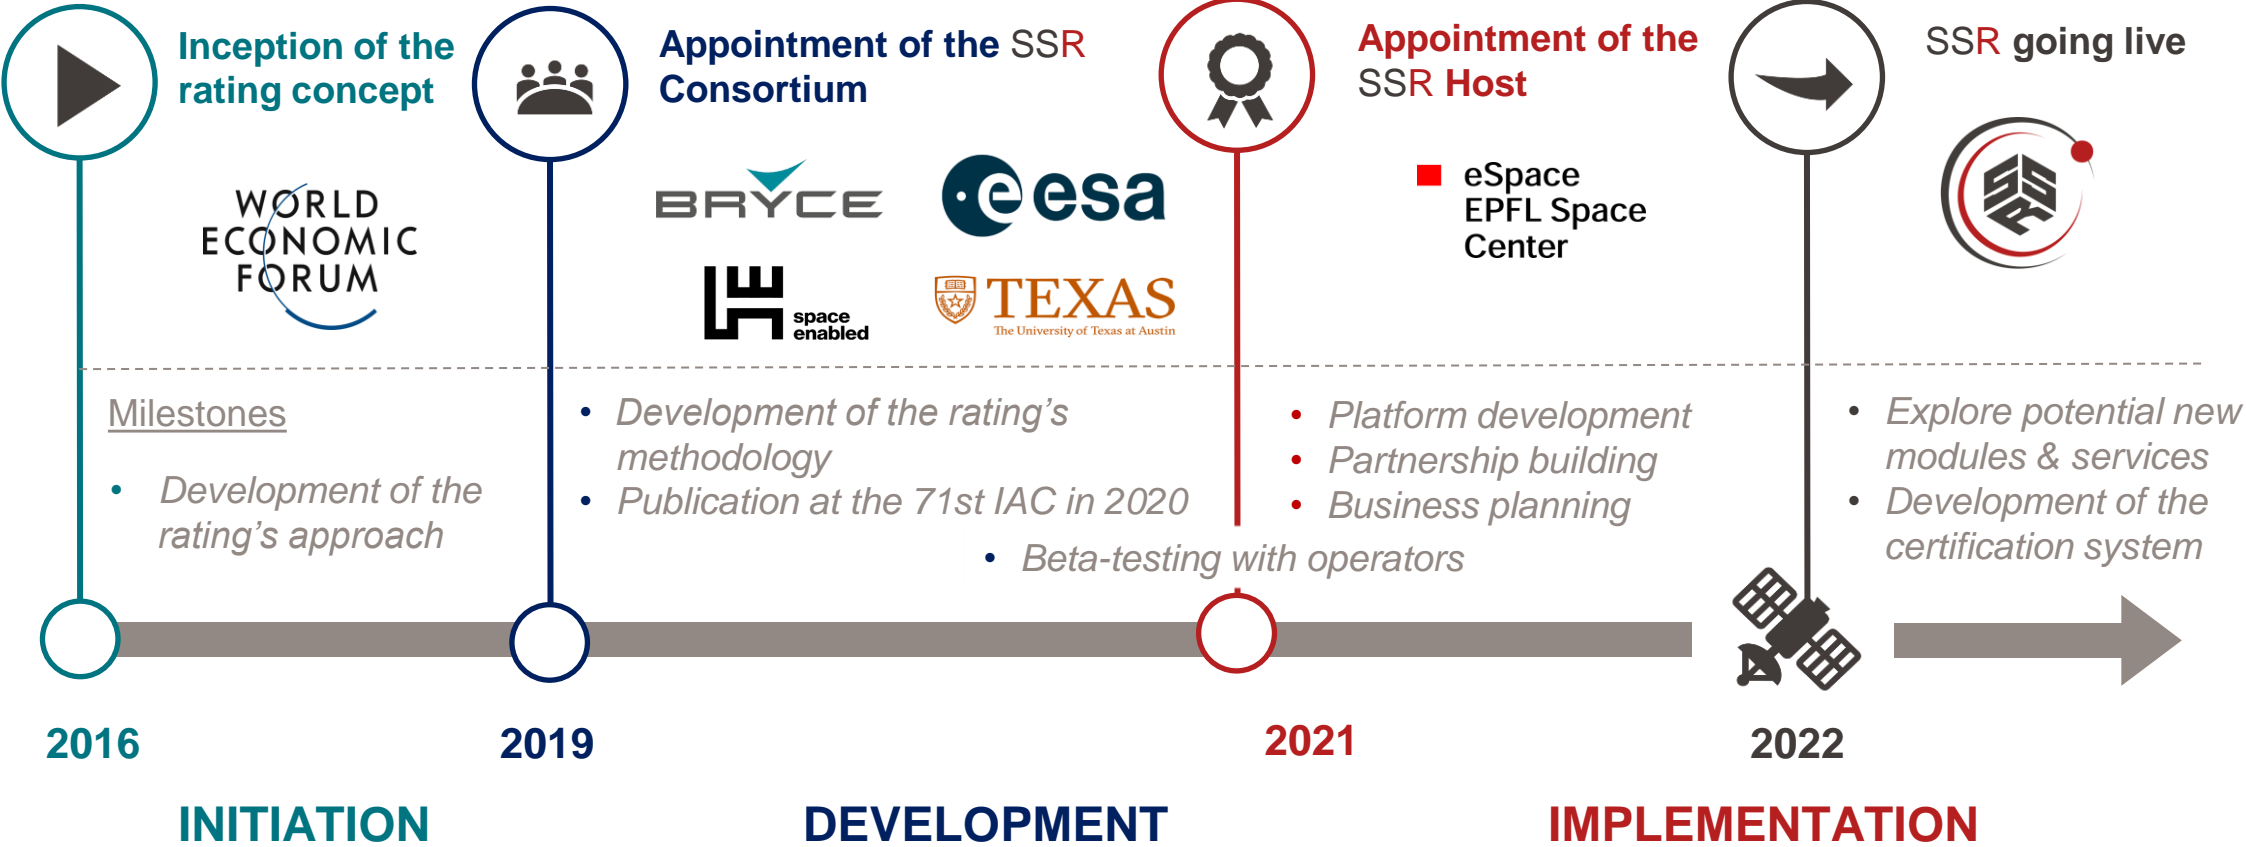 Inception of the
rating concept
WORLD
ECONOMIC
FORUM
Appointment of the SSR
Consortium
BRYCE
esa
space
enabled
TEXAS
The University of Texas at Austin
Appointment of the
SSR Host
eSpace
EPFL Space
Center
SSR going live
SSR
Milestones
• Development of the
rating's approach
• Development of the rating's
methodology
• Publication at the 71st IAC in 2020
• Beta-testing with operators
• Platform development
• Partnership building
• Business planning
• Explore potential new
modules & services
• Development of the
certification system
2016
2019
2021
2022
INITIATION
DEVELOPMENT
IMPLEMENTATION